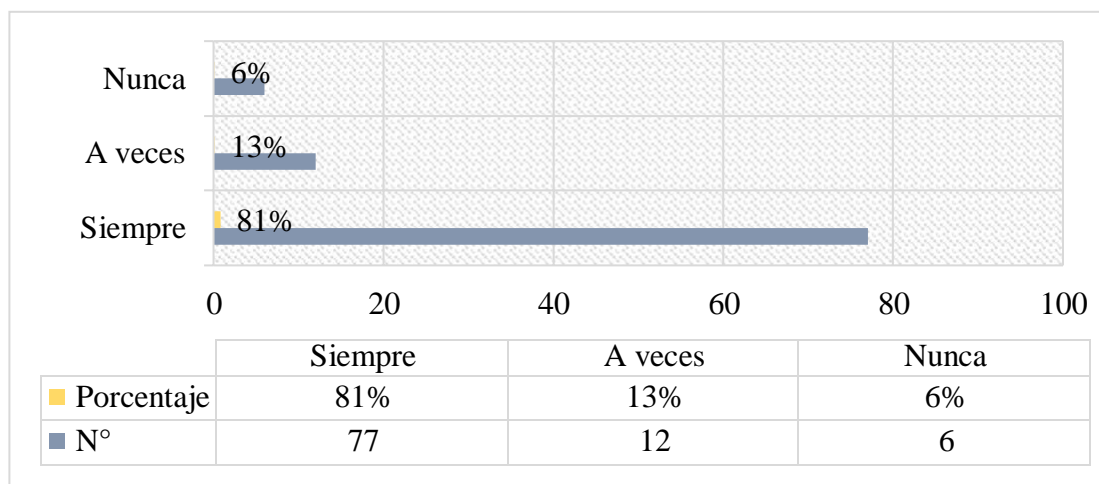 Nunca 6%
A veces 13%
Siempre 81%
0 20 40 60 80 100
Siempre A veces Nunca
Porcentaje 81% 13% 6%
N° 77 12 6